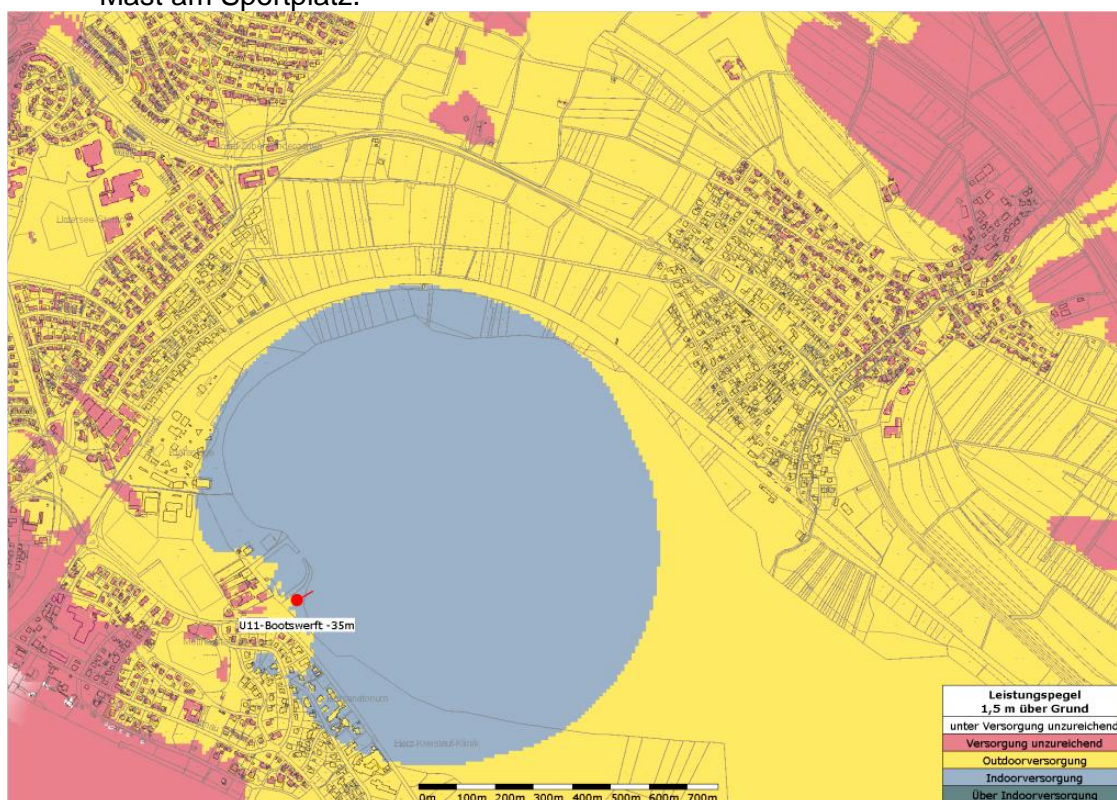 Mast am Sportplatz.
U11-Bootswerft -35m
Leistungspegel
1,5 m über Grund
unter Versorgung unzureichend
Versorgung unzureichend
Outdoorversorgung
Indoorversorgung
Über Indoorversorgung
0m 100m 200m 300m 400m 500m 600m 700m